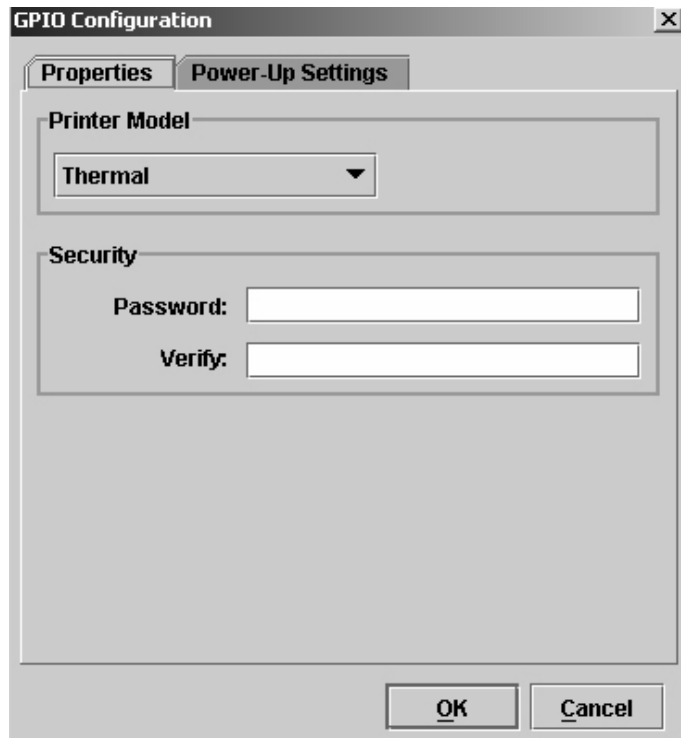 GPIO Configuration
Properties Power-Up Settings
Printer Model
Thermal
Security
Password:
Verify:
OK Cancel